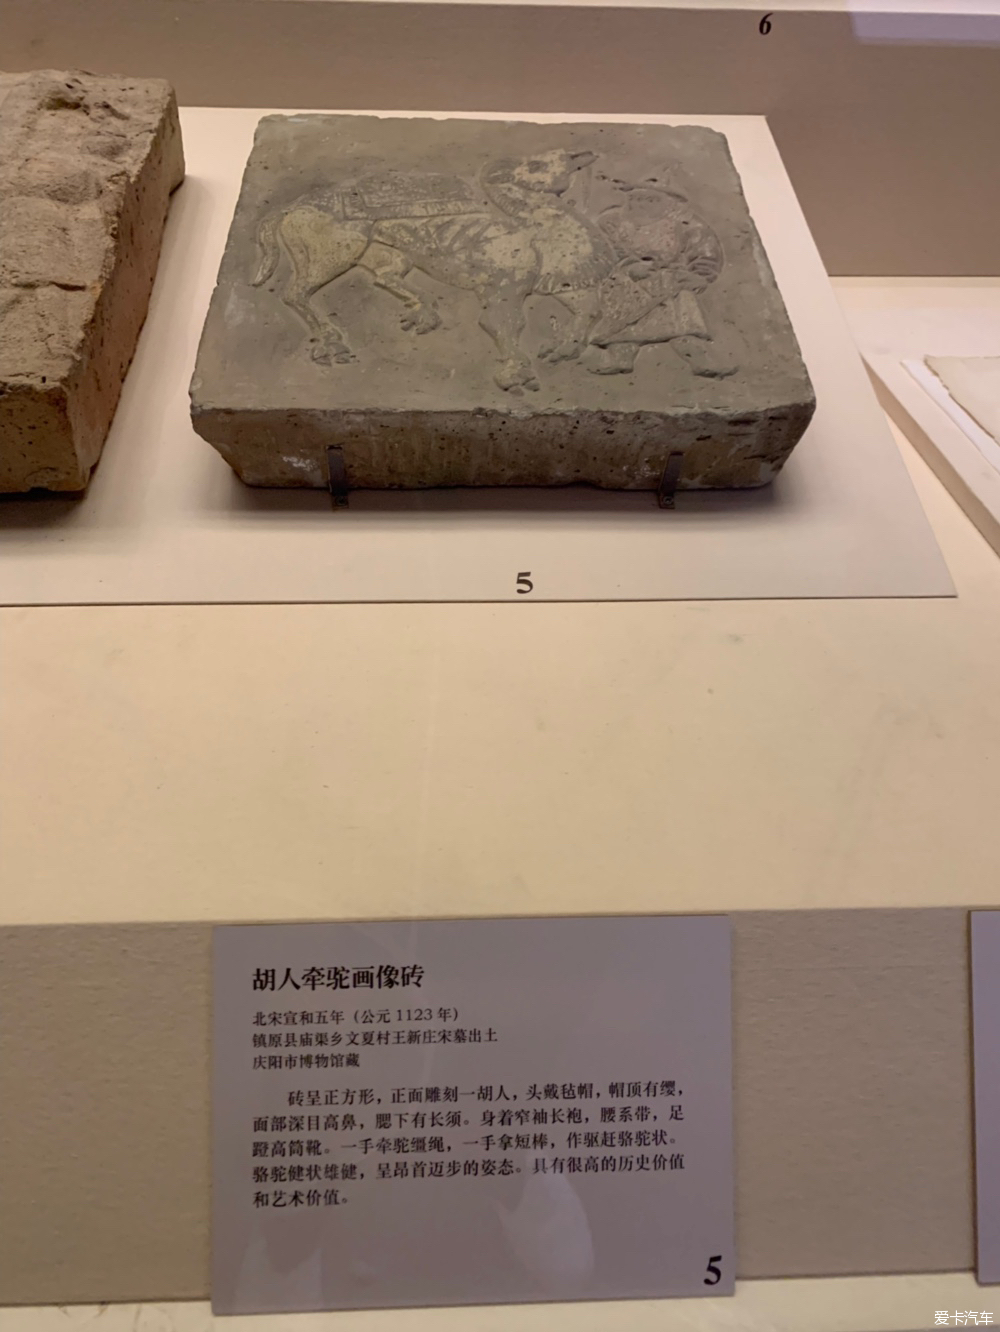 6
5
胡人牵驼画像砖
北宋宣和五年（公元 1123 年）
镇原县庙渠乡文夏村王新庄宋墓出土
庆阳市博物馆藏
砖呈正方形，正面雕刻一胡人，头戴毡帽，帽顶有缨，
面部深目高鼻，腮下有长须。身着窄袖长袍，腰系带，足
蹬高筒靴。一手牵驼缰绳，一手拿短棒，作驱赶骆驼状。
骆驼健状雄健，呈昂首迈步的姿态。具有很高的历史价值
和艺术价值。
5
爱卡汽车